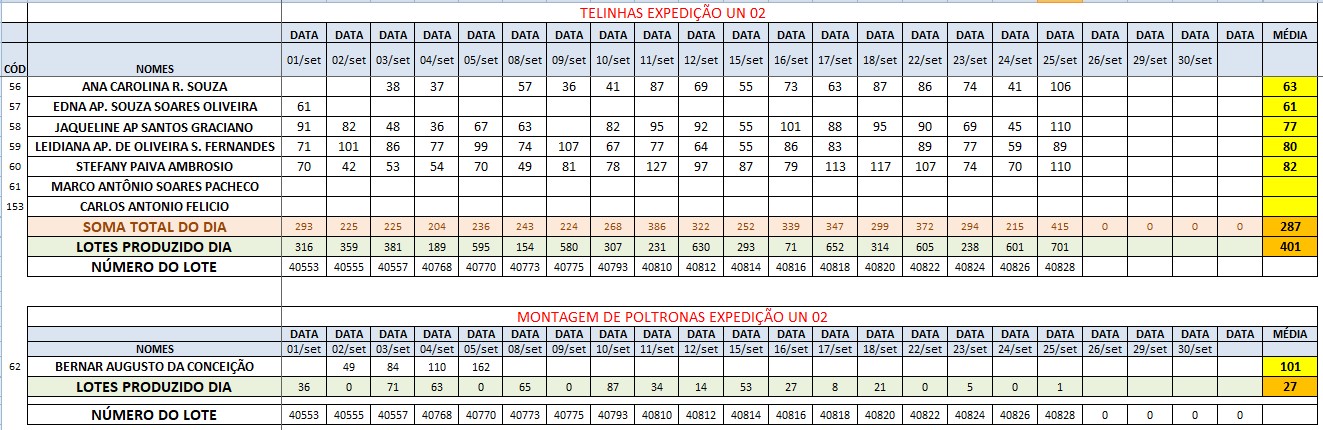 TELINHAS EXPEDIÇÃO UN 02
DATA DATA DATA DATA DATA DATA DATA DATA DATA DATA DATA DATA DATA DATA DATA DATA DATA DATA DATA DATA DATA DATA MÉDIA
CÓD NOMES 01/set 02/set 03/set 04/set 05/set 08/set 09/set 10/set 11/set 12/set 15/set 16/set 17/set 18/set 22/set 23/set 24/set 25/set 26/set 29/set 30/set
56 ANA CAROLINA R. SOUZA 38 37 57 36 41 87 69 55 73 63 87 86 74 41 106 63
57 EDNA AP. SOUZA SOARES OLIVEIRA 61 61
58 JAQUELINE AP SANTOS GRACIANO 91 82 48 36 67 63 82 95 92 55 101 88 95 90 69 45 110 77
59 LEIDIANA AP. DE OLIVEIRA S. FERNANDES 71 101 86 77 99 74 107 67 77 64 55 86 83 89 77 59 89 80
60 STEFANY PAIVA AMBROSIO 70 42 53 54 70 49 81 78 127 97 87 79 113 117 107 74 70 110 82
61 MARCO ANTÔNIO SOARES PACHECO
153 CARLOS ANTONIO FELICIO
SOMA TOTAL DO DIA 293 225 225 204 236 243 224 268 386 322 252 339 347 299 372 294 215 415 0 0 0 0 287
LOTES PRODUZIDO DIA 316 359 381 189 595 154 580 307 231 630 293 71 652 314 605 238 601 701 401
NÚMERO DO LOTE 40553 40555 40557 40768 40770 40773 40775 40793 40810 40812 40814 40816 40818 40820 40822 40824 40826 40828
MONTAGEM DE POLTRONAS EXPEDIÇÃO UN 02
DATA DATA DATA DATA DATA DATA DATA DATA DATA DATA DATA DATA DATA DATA DATA DATA DATA DATA DATA DATA DATA DATA MÉDIA
NOMES 01/set 02/set 03/set 04/set 05/set 08/set 09/set 10/set 11/set 12/set 15/set 16/set 17/set 18/set 22/set 23/set 24/set 25/set 26/set 29/set 30/set
62 BERNAR AUGUSTO DA CONCEIÇÃO 49 84 110 162 101
LOTES PRODUZIDO DIA 36 0 71 63 0 65 0 87 34 14 53 27 8 21 0 5 0 1 27
NÚMERO DO LOTE 40553 40555 40557 40768 40770 40773 40775 40793 40810 40812 40814 40816 40818 40820 40822 40824 40826 40828 0 0 0 0